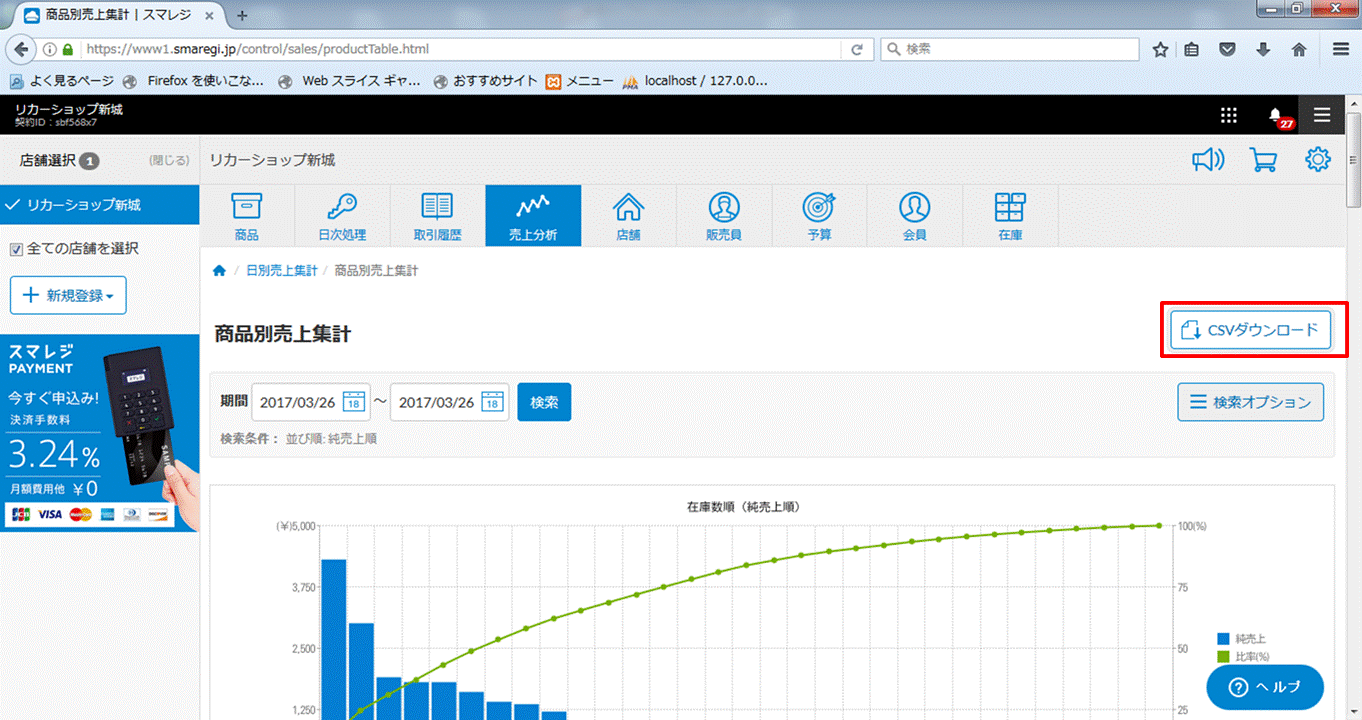 商品別売上集計 | スマレジ
https://www1.smaregi.jp/control/sales/productTable.html
検索
よく見るページ
Firefox を使いこな...
Web スライス ギャ...
おすすめサイト
メニュー
localhost / 127.0.0...
リカーショップ新城
契約ID:sbf568x7
27
店舗選択 1 (閉じる)
リカーショップ新城
リカーショップ新城
商品
日次処理
取引履歴
売上分析
店舗
販売員
予算
会員
在庫
全ての店舗を選択
新規登録
/ 日別売上集計 / 商品別売上集計
商品別売上集計
CSVダウンロード
期間 2017/03/26 18 ~ 2017/03/26 18 検索
検索オプション
検索条件: 並び順: 純売上順
スマレジ
PAYMENT
今すぐ申込み!
決済手数料
3.24%
月額費用他 ¥0
JCB VISA
在庫数順(純売上順)
(¥)5,000
3,750
2,500
1,250
100(%)
75
50
25
純売上
比率(%)
ヘルプ